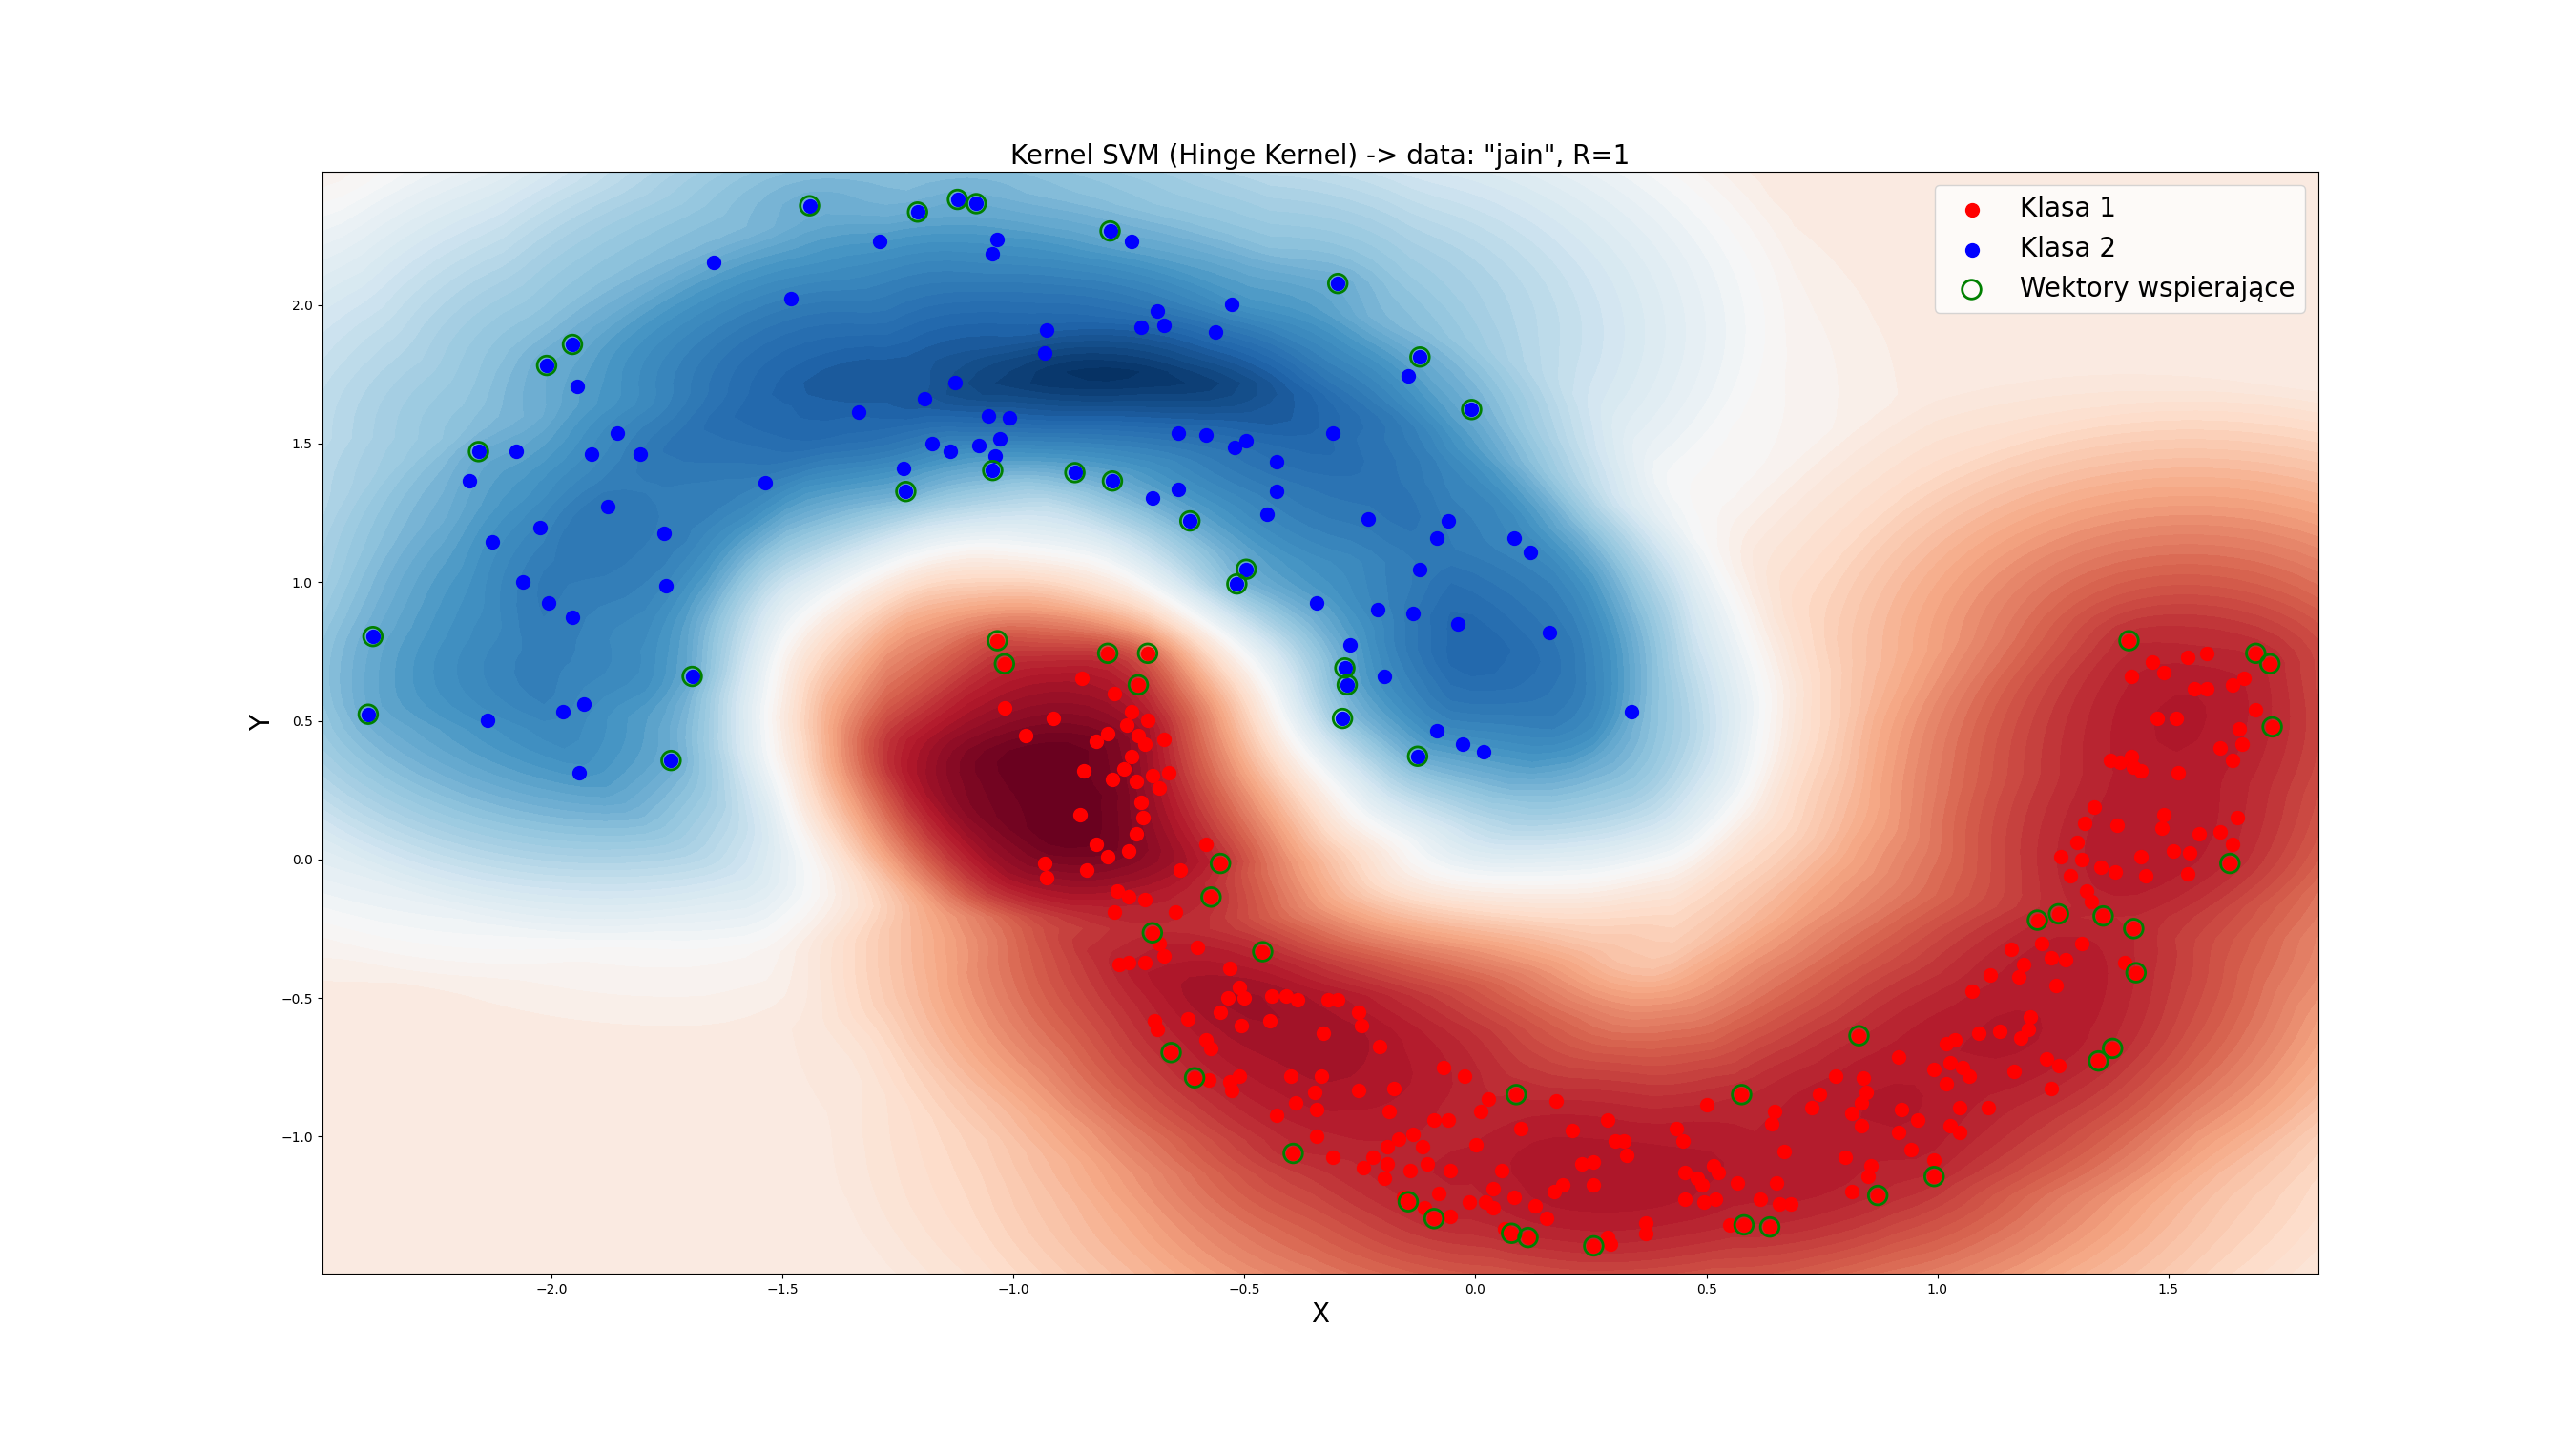 Kernel SVM (Hinge Kernel) -> data: "jain", R=1
Klasa 1
Klasa 2
Wektory wspierające
2.0
1.5
1.0
0.5
0.0
−0.5
−1.0
Y
−2.0 −1.5 −1.0 −0.5 0.0 0.5 1.0 1.5
X